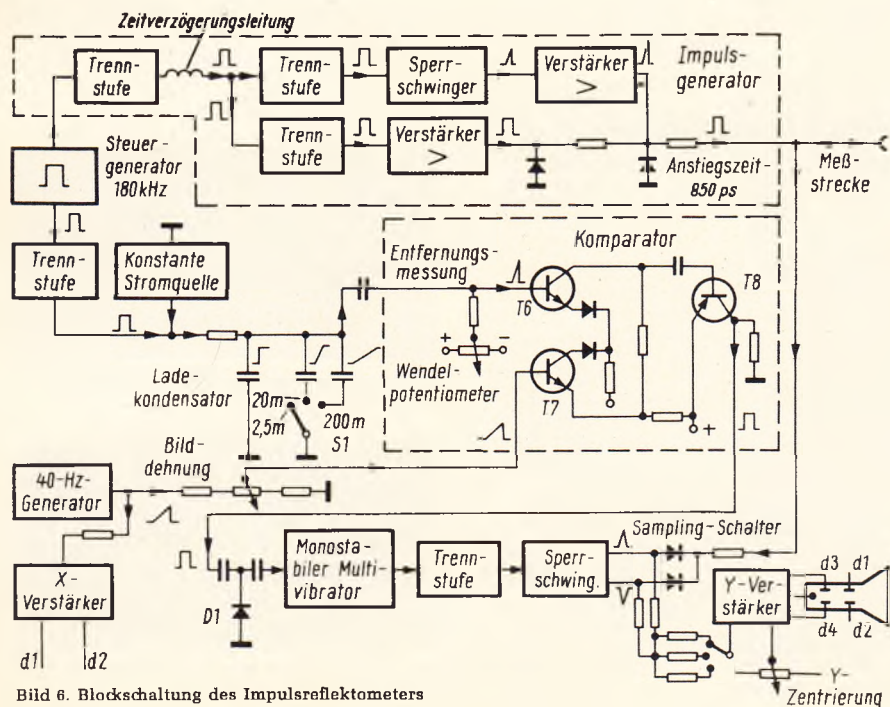 Zeitverzögerungsleitung
Trenn-
stufe
Trenn-
stufe
Sperr-
schwinger
Verstärker
>
Impuls-
generator
Steuer-
generator
180kHz
Trenn-
stufe
Verstärker
>
Anstiegszeit-
850 ps
Meß-
strecke
Trenn-
stufe
Konstante
Stromquelle
Entfernungs-
messung
Komparator
T6
T8
+
−
Wendel-
potentiometer
T7
+
Lade-
kondensator
20m
2,5m
200m
S1
Bild-
dehnung
40-Hz-
Generator
X-
Verstärker
d1
d2
D1
Monosta-
biler Multi-
vibrator
Trenn-
stufe
Sperr-
schwing.
Sampling-Schalter
Y-Ver-
stärker
d3
d1
d4
d2
Y-
Zentrierung
Bild 6. Blockschaltung des Impulsreflektometers